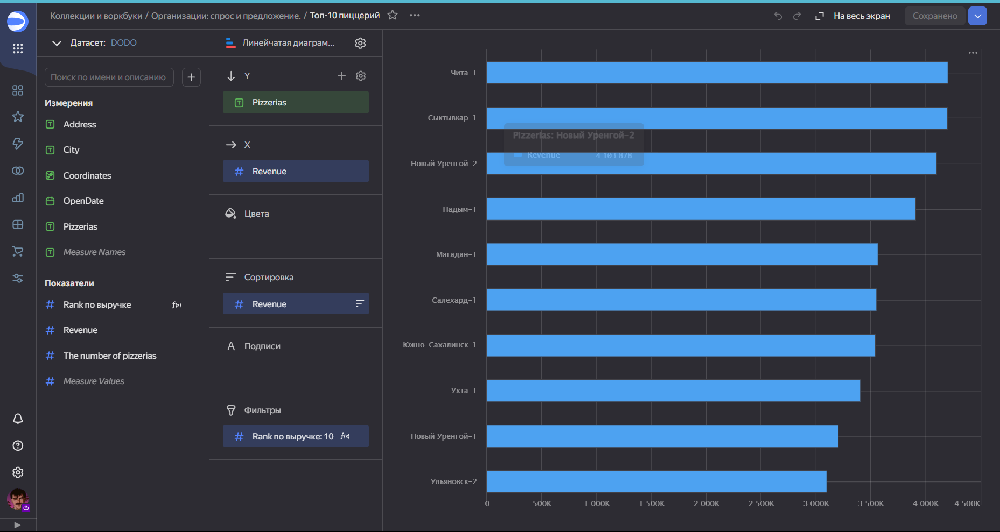 Коллекции и воркбуки / Организации: спрос и предложение. / Топ-10 пиццерий
На весь экран
Сохранено
Датасет: DODO
Поиск по имени и описанию
Измерения
Address
City
Coordinates
OpenDate
Pizzerias
Measure Names
Показатели
Rank по выручке f(x)
Revenue
The number of pizzerias
Measure Values
Линейчатая диаграм...
Y
Pizzerias
X
Revenue
Цвета
Сортировка
Revenue
Подписи
Фильтры
Rank по выручке: 10 f(x)
Чита-1
Сыктывкар-1
Новый Уренгой-2
Надым-1
Магадан-1
Салехард-1
Южно-Сахалинск-1
Ухта-1
Новый Уренгой-1
Ульяновск-2
Pizzerias: Новый Уренгой-2
Revenue 4 103 878
0 500K 1 000K 1 500K 2 000K 2 500K 3 000K 3 500K 4 000K 4 500K